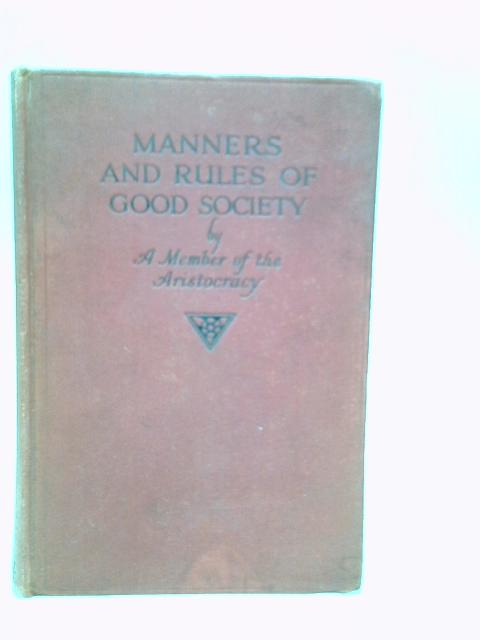 MANNERS
AND RULES OF
GOOD SOCIETY
by
A Member of the
Aristocracy